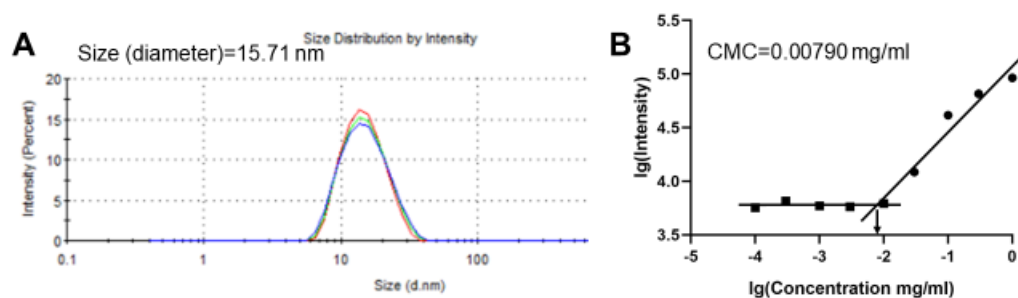 A
Size (diameter)=15.71 nm
Size Distribution by Intensity
Intensity (Percent)
20
15
10
5
0
0.1
1
10
100
Size (d.nm)
B
CMC=0.00790 mg/ml
lg(Intensity)
5.5
5.0
4.5
4.0
3.5
-5
-4
-3
-2
-1
0
lg(Concentration mg/ml)